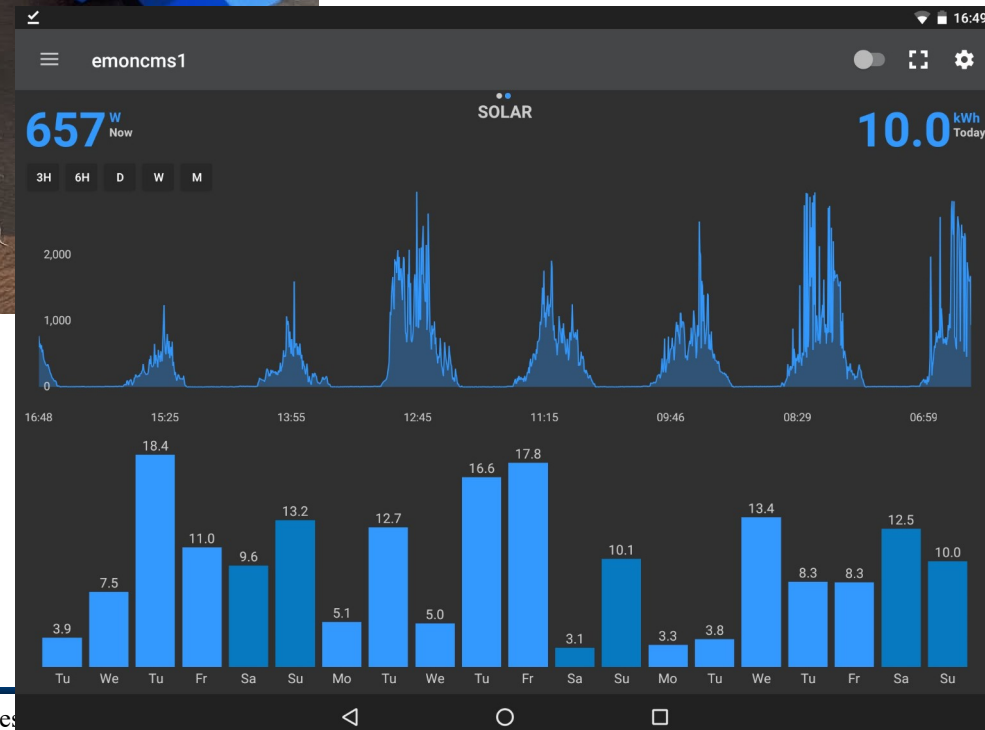 16:49
emoncms1
SOLAR
657 W Now
10.0 kWh Today
3H 6H D W M
2,000
1,000
0
16:48 15:25 13:55 12:45 11:15 09:46 08:29 06:59
3.9 7.5 18.4 11.0 9.6 13.2 5.1 12.7 5.0 16.6 17.8 3.1 10.1 3.3 3.8 13.4 8.3 8.3 12.5 10.0
Tu We Tu Fr Sa Su Mo Tu We Tu Fr Sa Su Mo Tu We Tu Fr Sa Su